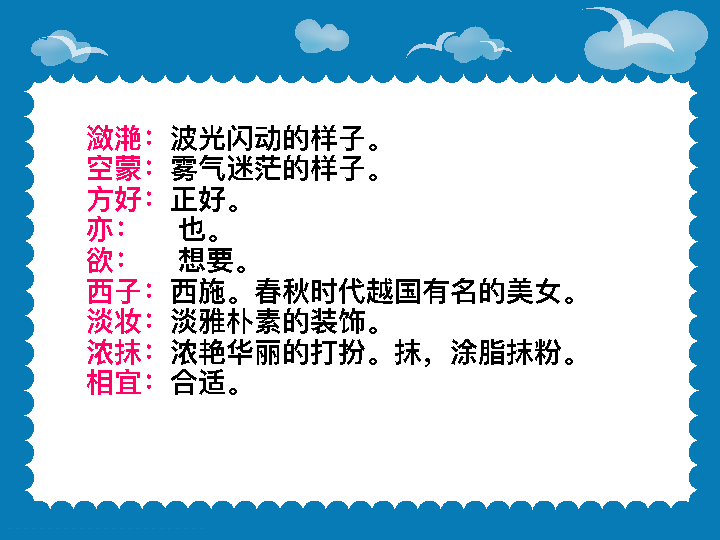 潋滟：波光闪动的样子。
空蒙：雾气迷茫的样子。
方好：正好。
亦： 也。
欲： 想要。
西子：西施。春秋时代越国有名的美女。
淡妆：淡雅朴素的装饰。
浓抹：浓艳华丽的打扮。抹，涂脂抹粉。
相宜：合适。